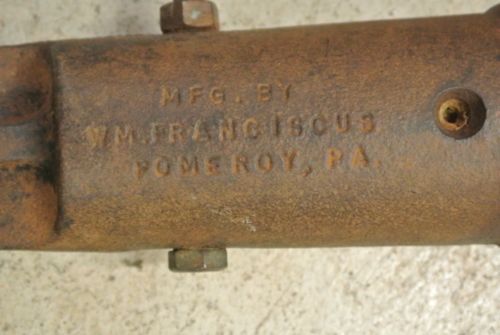 MFG. BY
WM. FRANCISCUS
POMEROY, PA.